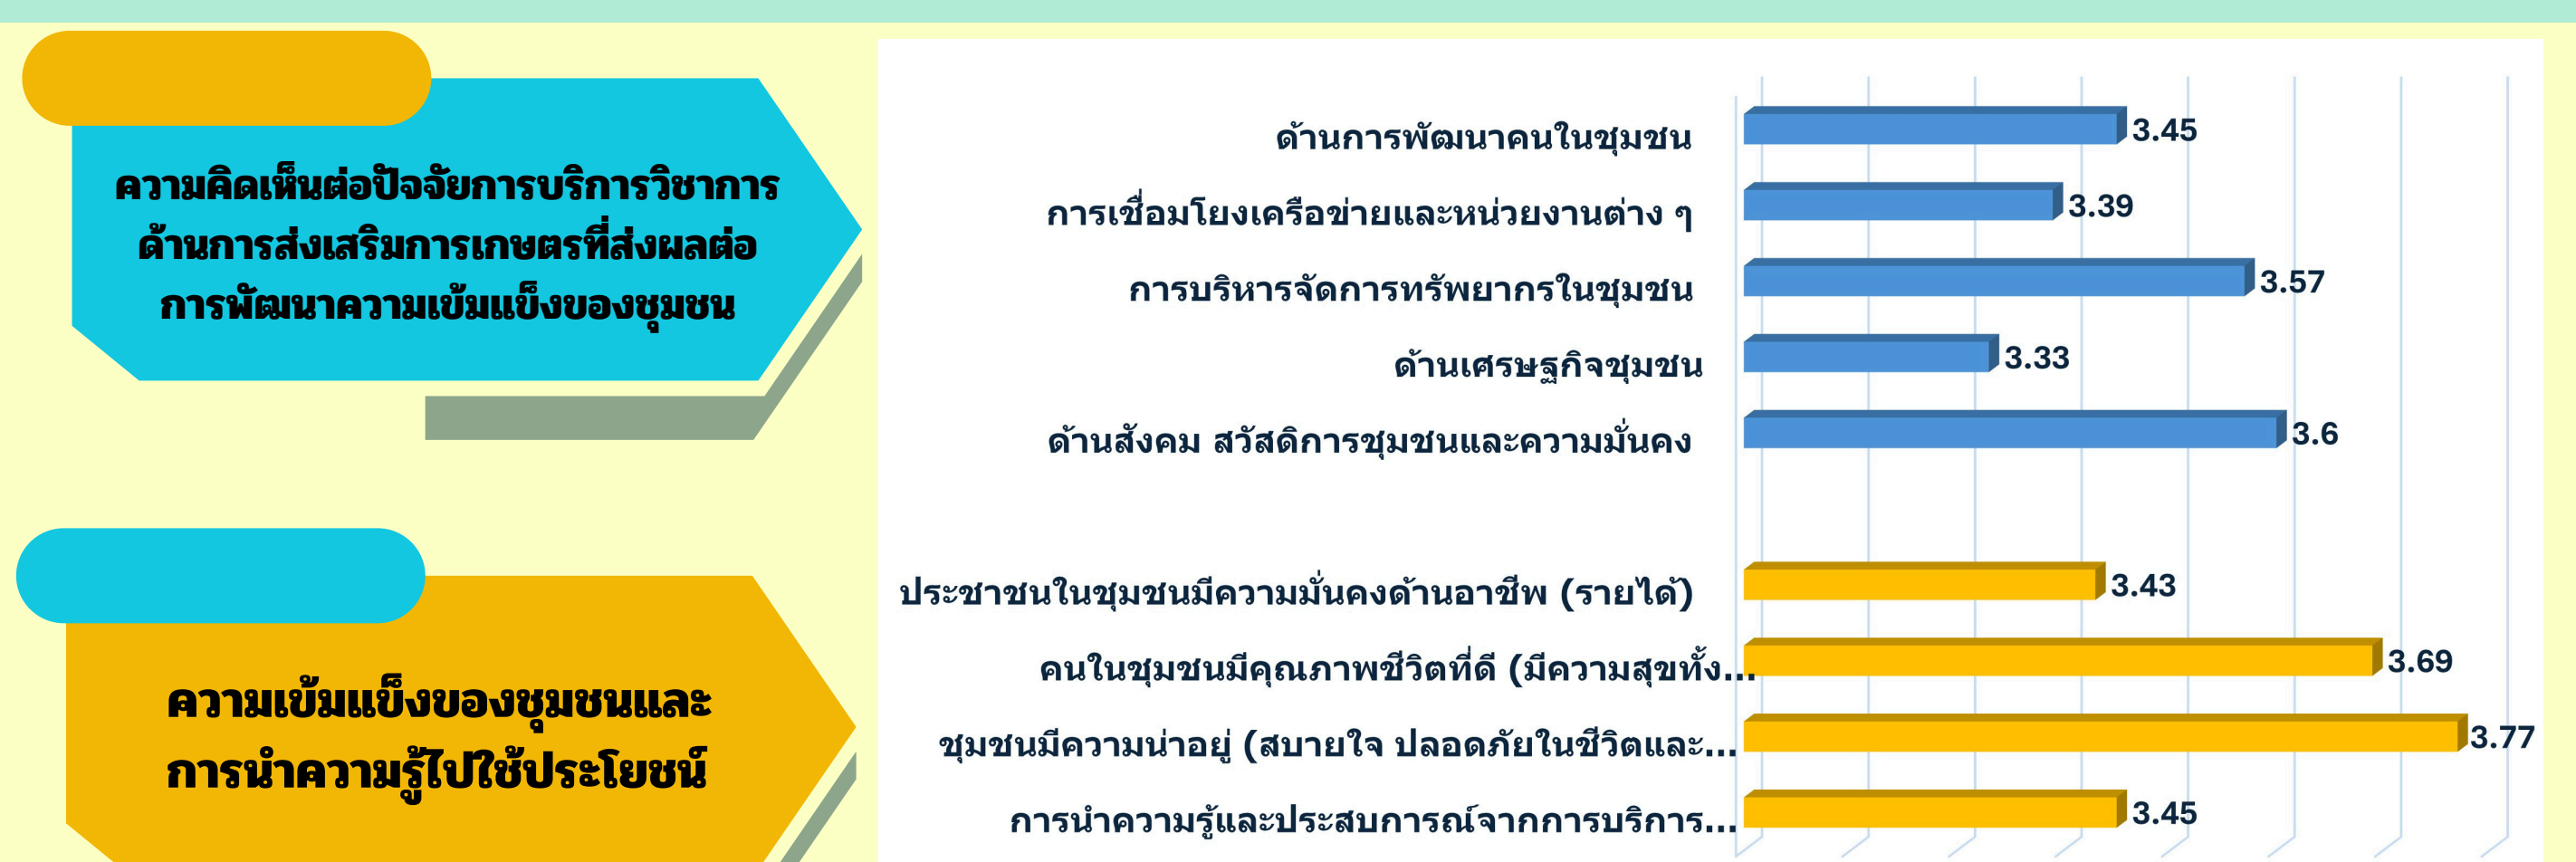 ความคิดเห็นต่อปัจจัยการบริการวิชาการ
ด้านการส่งเสริมการเกษตรที่ส่งผลต่อ
การพัฒนาความเข้มแข็งของชุมชน
ด้านการพัฒนาคนในชุมชน 3.45
การเชื่อมโยงเครือข่ายและหน่วยงานต่าง ๆ 3.39
การบริหารจัดการทรัพยากรในชุมชน 3.57
ด้านเศรษฐกิจชุมชน 3.33
ด้านสังคม สวัสดิการชุมชนและความมั่นคง 3.6
ความเข้มแข็งของชุมชนและ
การนำความรู้ไปใช้ประโยชน์
ประชาชนในชุมชนมีความมั่นคงด้านอาชีพ (รายได้) 3.43
คนในชุมชนมีคุณภาพชีวิตที่ดี (มีความสุขทั้ง... 3.69
ชุมชนมีความน่าอยู่ (สบายใจ ปลอดภัยในชีวิตและ... 3.77
การนำความรู้และประสบการณ์จากการบริการ... 3.45